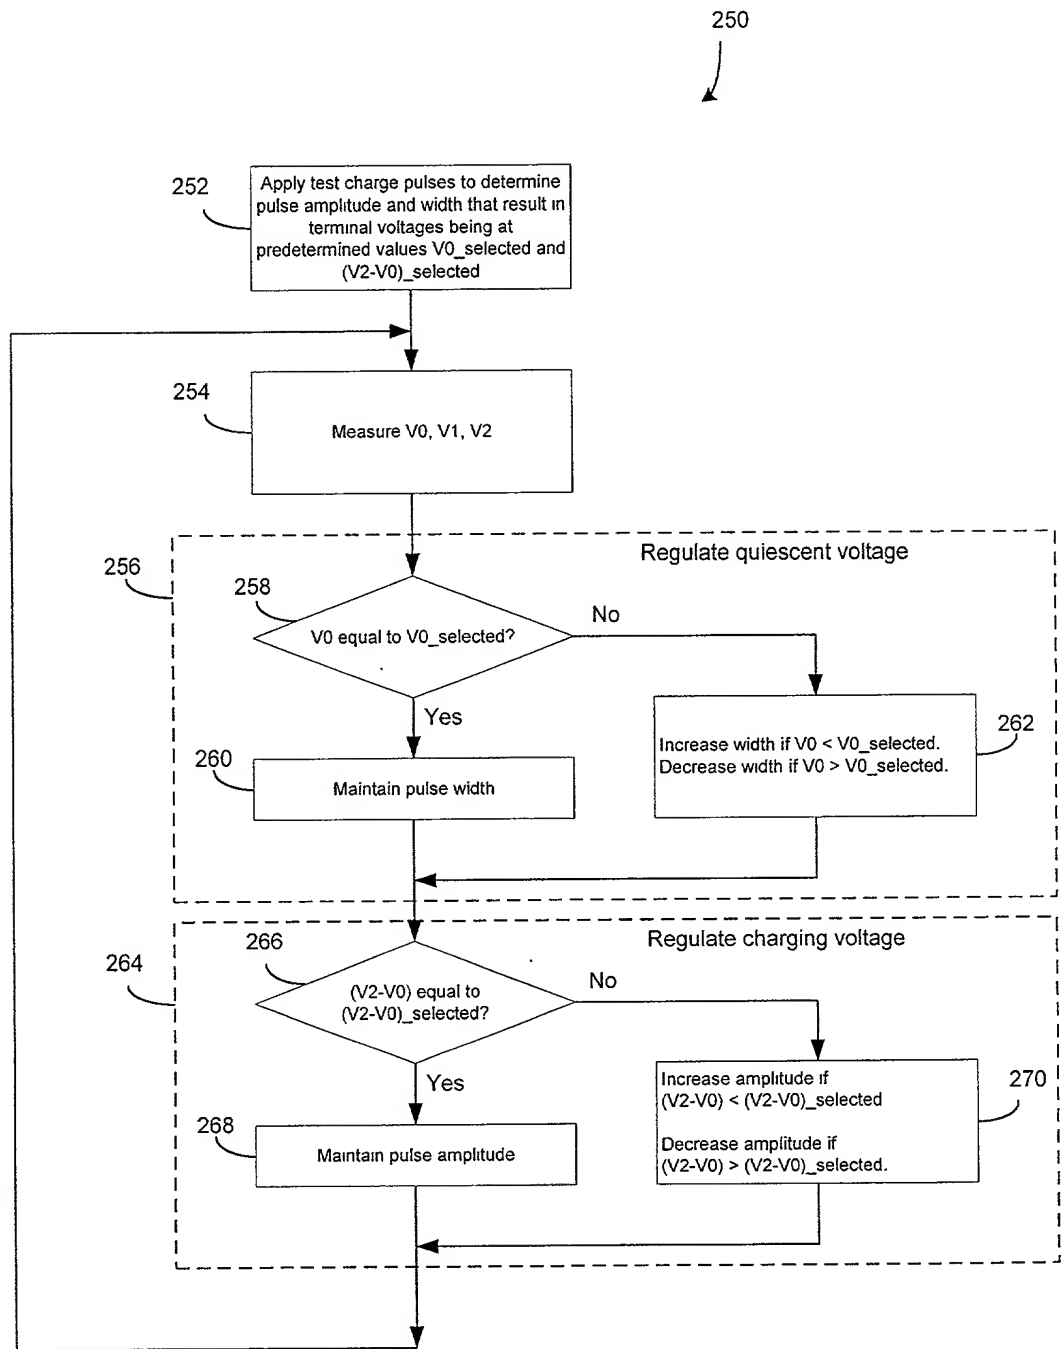 250
252
Apply test charge pulses to determine
pulse amplitude and width that result in
terminal voltages being at
predetermined values V0_selected and
(V2-V0)_selected
254
Measure V0, V1, V2
256
Regulate quiescent voltage
258
V0 equal to V0_selected?
No
Yes
260
Maintain pulse width
262
Increase width if V0 < V0_selected.
Decrease width if V0 > V0_selected.
264
Regulate charging voltage
266
(V2-V0) equal to
(V2-V0)_selected?
No
Yes
268
Maintain pulse amplitude
270
Increase amplitude if
(V2-V0) < (V2-V0)_selected
Decrease amplitude if
(V2-V0) > (V2-V0)_selected.